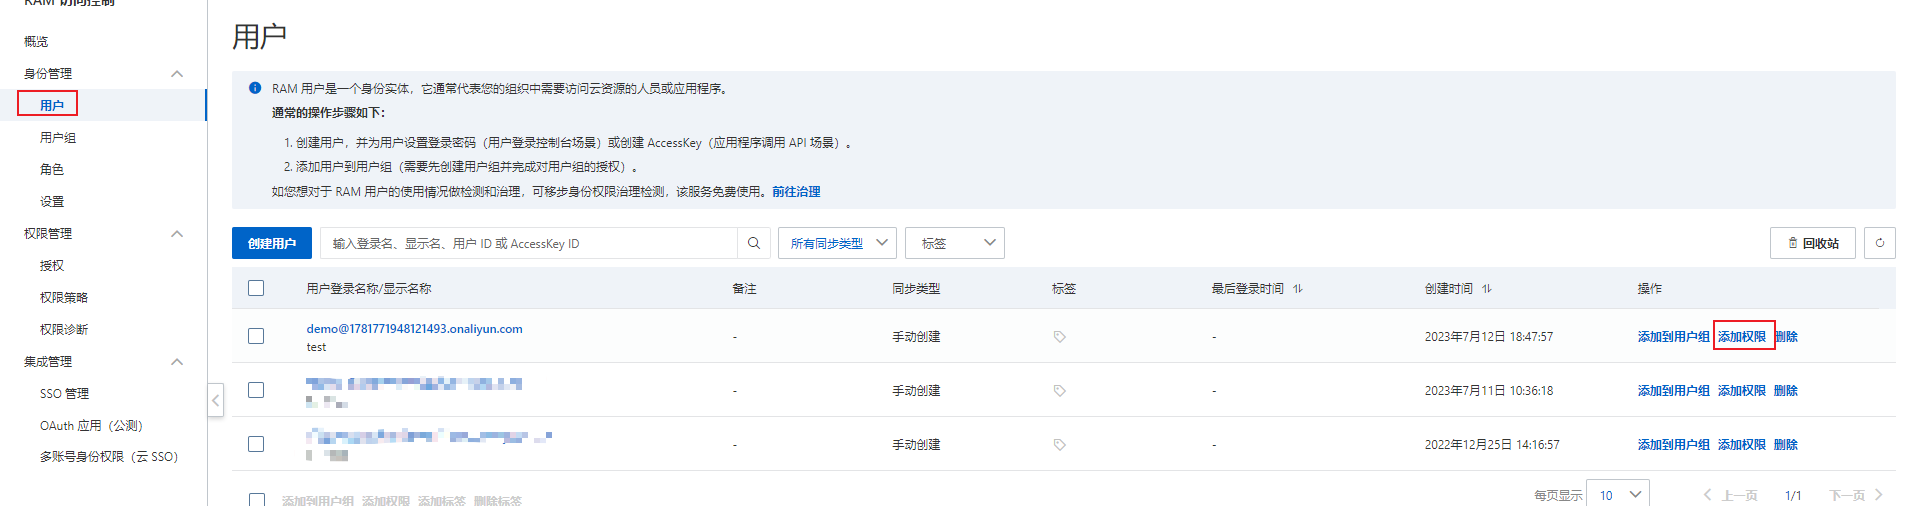 RAM 访问控制
概览
身份管理
用户
用户组
角色
设置
权限管理
授权
权限策略
权限诊断
集成管理
SSO 管理
OAuth 应用（公测）
多账号身份权限（云 SSO）
用户
RAM 用户是一个身份实体，它通常代表您的组织中需要访问云资源的人员或应用程序。
通常的操作步骤如下：
1. 创建用户，并为用户设置登录密码（用户登录控制台场景）或创建 AccessKey（应用程序调用 API 场景）。
2. 添加用户到用户组（需要先创建用户组并完成对用户组的授权）。
如您想对于 RAM 用户的使用情况做检测和治理，可移步身份权限治理检测，该服务免费使用。前往治理
创建用户 输入登录名、显示名、用户 ID 或 AccessKey ID 所有同步类型 标签 回收站
用户登录名称/显示名称 备注 同步类型 标签 最后登录时间 创建时间 操作
demo@1781771948121493.onaliyun.com
test
- 手动创建 - 2023年7月12日 18:47:57 添加到用户组 添加权限 删除
- 手动创建 - 2023年7月11日 10:36:18 添加到用户组 添加权限 删除
- 手动创建 - 2022年12月25日 14:16:57 添加到用户组 添加权限 删除
添加到用户组 添加权限 添加标签 删除标签 每页显示 10 上一页 1/1 下一页